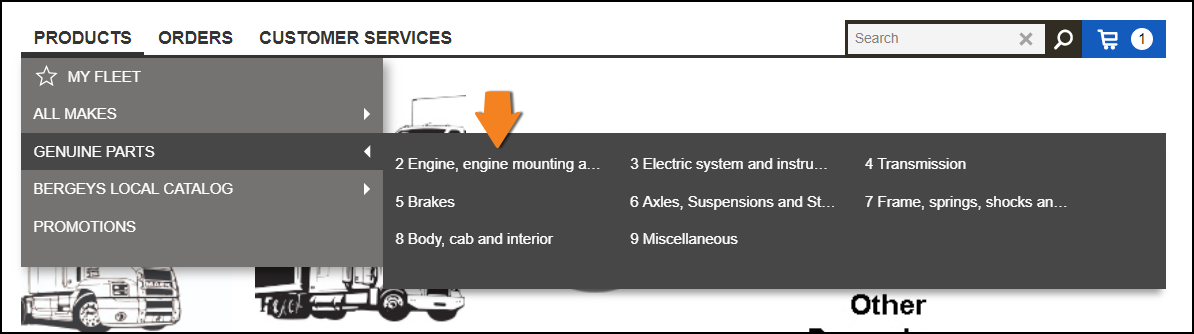 PRODUCTS ORDERS CUSTOMER SERVICES Search 1
MY FLEET
ALL MAKES
GENUINE PARTS
BERGEYS LOCAL CATALOG
PROMOTIONS
2 Engine, engine mounting a... 3 Electric system and instru... 4 Transmission
5 Brakes 6 Axles, Suspensions and St... 7 Frame, springs, shocks an...
8 Body, cab and interior 9 Miscellaneous
MACK
Other